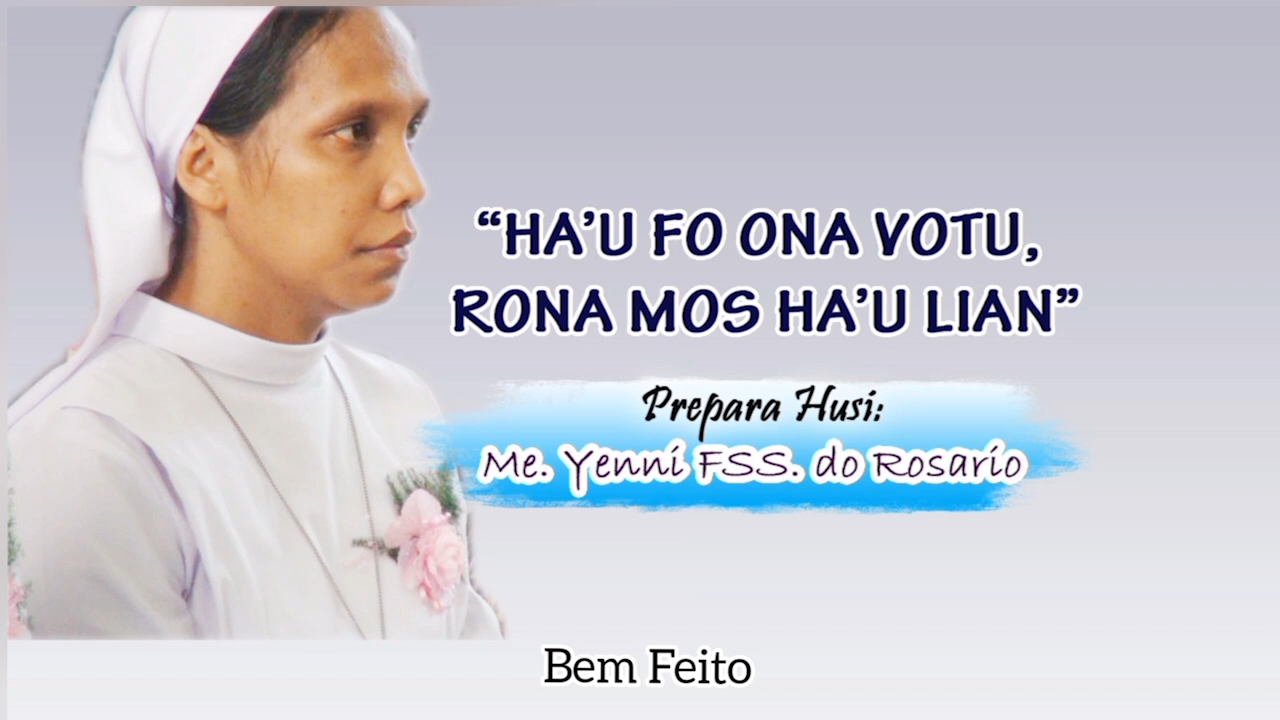 “HA’U FO ONA VOTU,
RONA MOS HA’U LIAN”
Prepara Husi:
Me. Yenni FSS. do Rosario
Bem Feito